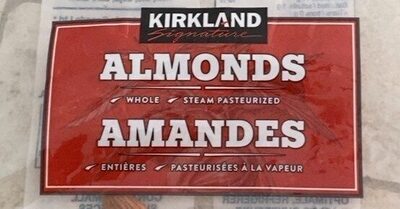 KIRKLAND
Signature
ALMONDS
WHOLE STEAM PASTEURIZED
AMANDES
ENTIÈRES PASTEURISÉES À LA VAPEUR